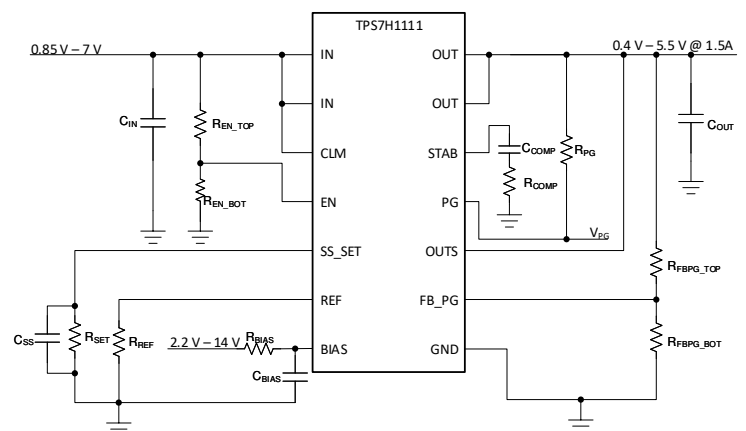 TPS7H1111
0.85 V – 7 V
0.4 V – 5.5 V @ 1.5A
IN
OUT
IN
OUT
CLM
STAB
EN
PG
SS_SET
OUTS
REF
FB_PG
BIAS
GND
CIN
REN_TOP
REN_BOT
CCOMP
RCOMP
RPG
COUT
VPG
RFBPG_TOP
RFBPG_BOT
CSS
RSET
RREF
2.2 V – 14 V
RBIAS
CBIAS